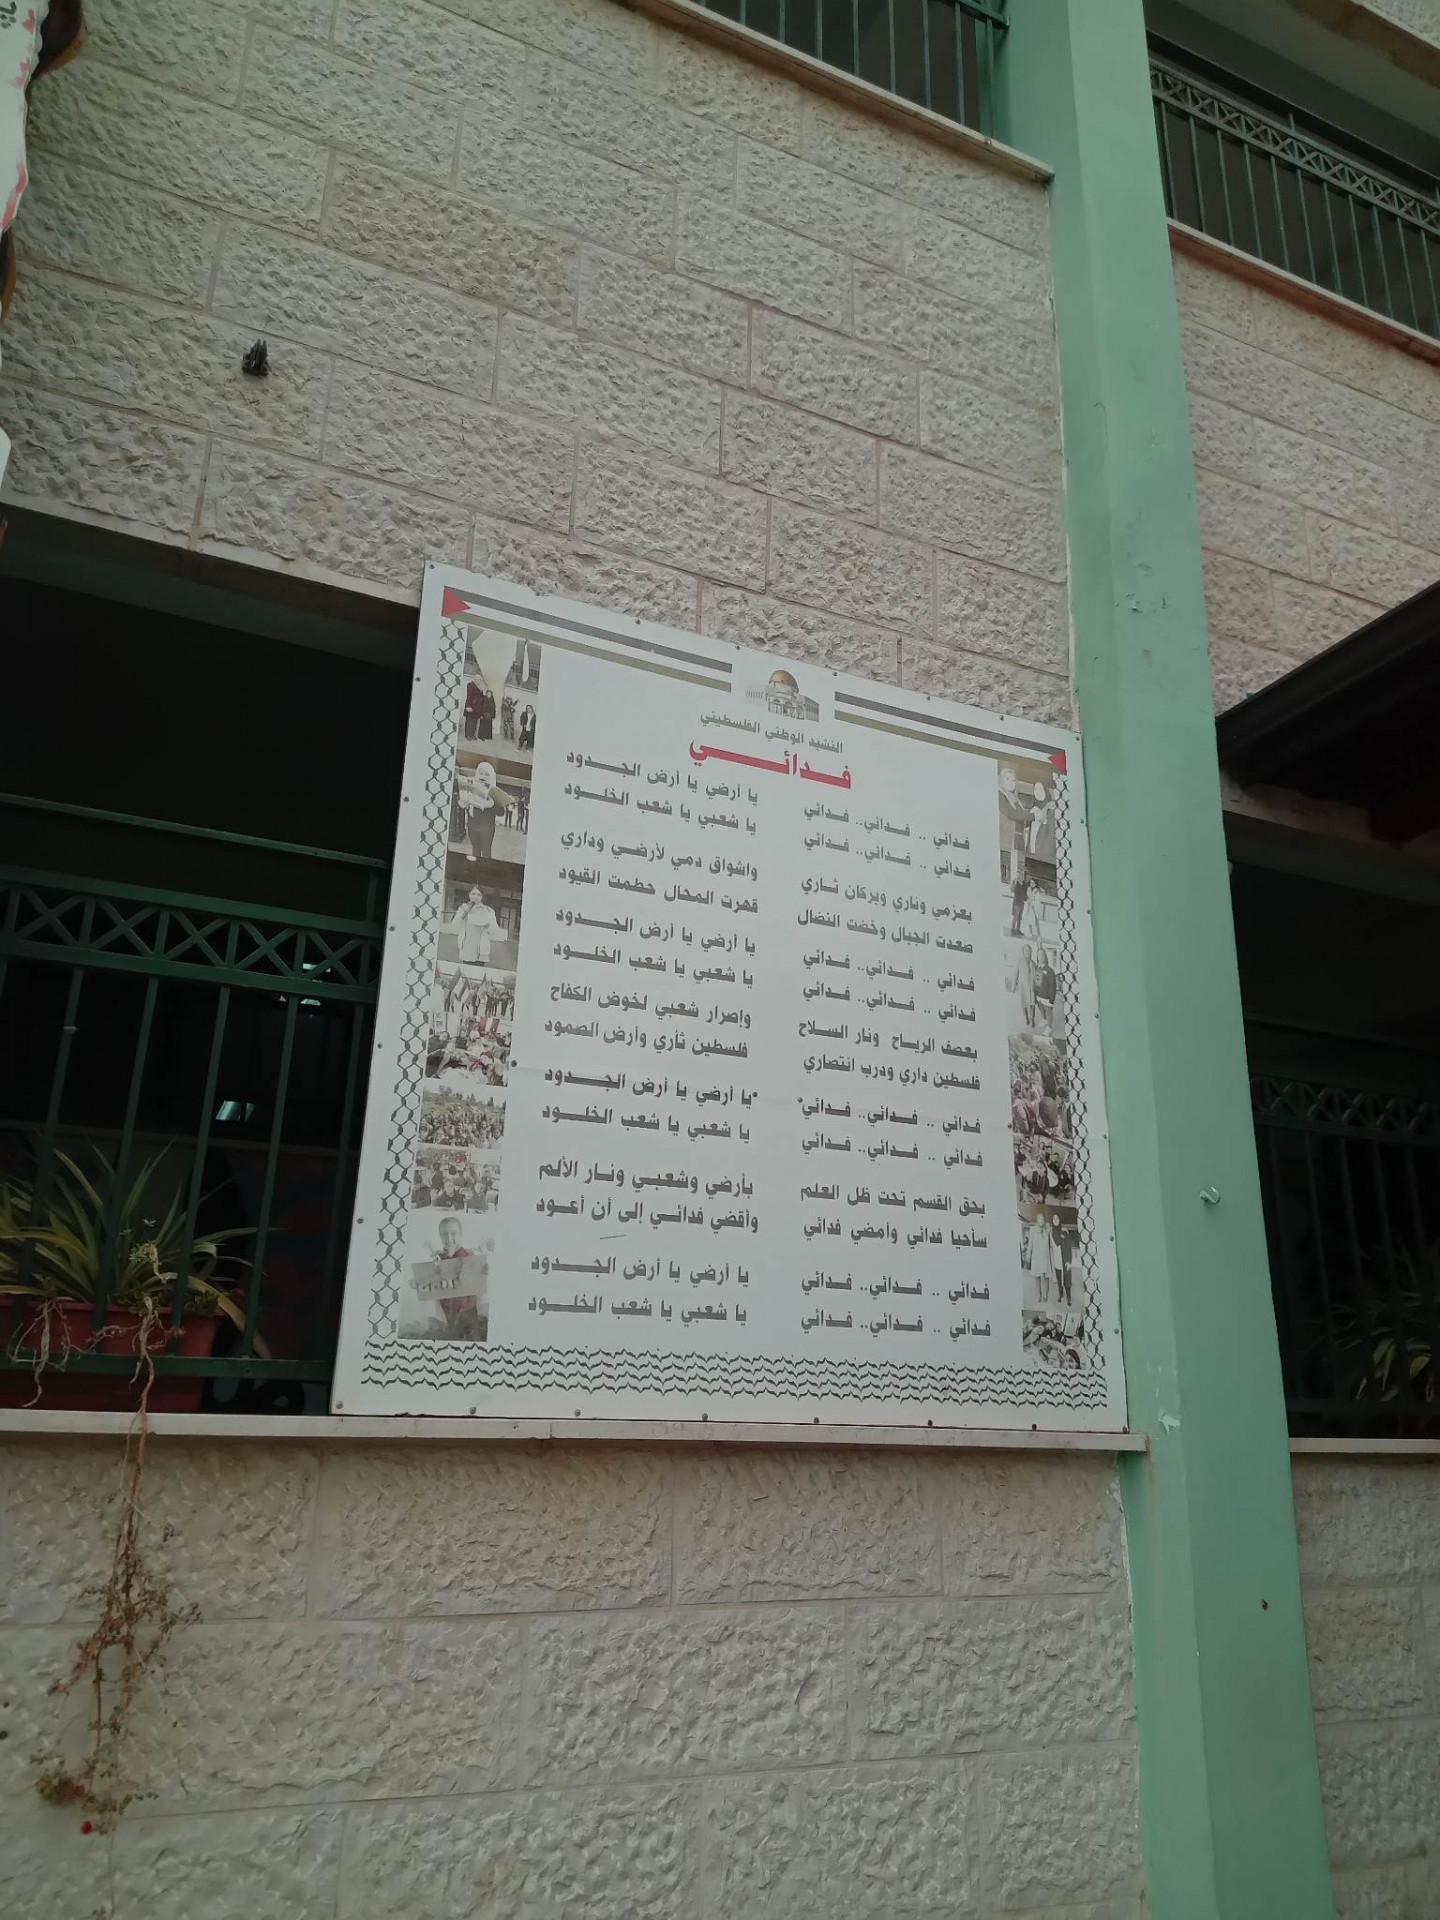 النشيد الوطني الفلسطيني
فدائي
فدائي .. فدائي.. فدائي يا أرضي يا أرض الجدود
فدائي .. فدائي.. فدائي يا شعبي يا شعب الخلود
بعزمي وناري وبركان ثاري واشواق دمي لأرضي وداري
صعدت الجبال وخضت النضال قهرت المحال حطمت القيود
فدائي .. فدائي.. فدائي يا أرضي يا أرض الجدود
فدائي .. فدائي.. فدائي يا شعبي يا شعب الخلود
بعصف الرياح ونار السلاح وإصرار شعبي لخوض الكفاح
فلسطين داري ودرب انتصاري فلسطين ثأري وأرض الصمود
فدائي .. فدائي.. فدائي يا أرضي يا أرض الجدود
فدائي .. فدائي.. فدائي يا شعبي يا شعب الخلود
بحق القسم تحت ظل العلم بأرضي وشعبي ونار الألم
سأحيا فدائي وأمضي فدائي وأقضي فدائي إلى أن أعود
فدائي .. فدائي.. فدائي يا أرضي يا أرض الجدود
فدائي .. فدائي.. فدائي يا شعبي يا شعب الخلود